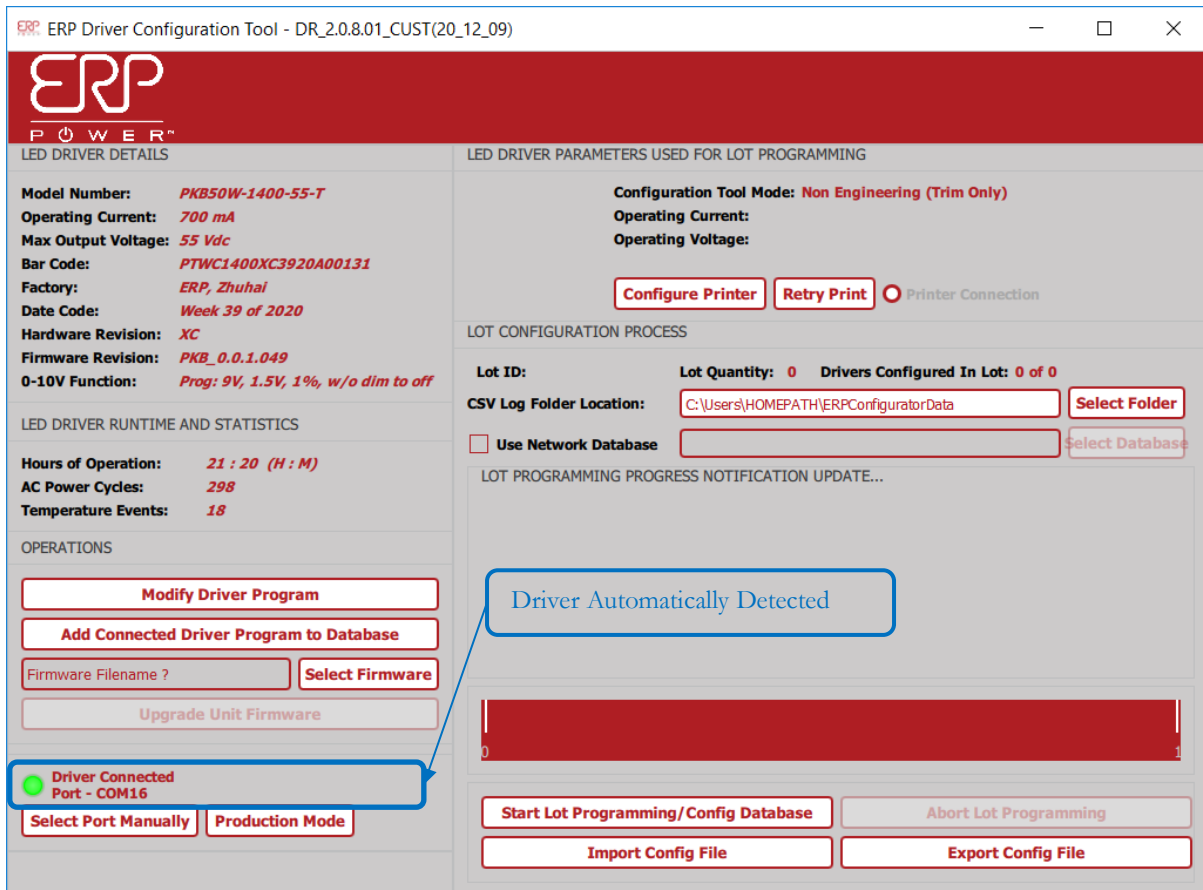 ERP Driver Configuration Tool - DR_2.0.8.01_CUST(20_12_09)
ERP
POWER™
LED DRIVER DETAILS
Model Number: PKB50W-1400-55-T
Operating Current: 700 mA
Max Output Voltage: 55 Vdc
Bar Code: PTWC1400XC3920A00131
Factory: ERP, Zhuhai
Date Code: Week 39 of 2020
Hardware Revision: XC
Firmware Revision: PKB_0.0.1.049
0-10V Function: Prog: 9V, 1.5V, 1%, w/o dim to off
LED DRIVER RUNTIME AND STATISTICS
Hours of Operation: 21 : 20 (H : M)
AC Power Cycles: 298
Temperature Events: 18
OPERATIONS
Modify Driver Program
Add Connected Driver Program to Database
Firmware Filename ? Select Firmware
Upgrade Unit Firmware
Driver Connected
Port - COM16
Select Port Manually Production Mode
LED DRIVER PARAMETERS USED FOR LOT PROGRAMMING
Configuration Tool Mode: Non Engineering (Trim Only)
Operating Current:
Operating Voltage:
Configure Printer Retry Print Printer Connection
LOT CONFIGURATION PROCESS
Lot ID: Lot Quantity: 0 Drivers Configured In Lot: 0 of 0
CSV Log Folder Location: C:\Users\HOMEPATH\ERPConfiguratorData Select Folder
Use Network Database Select Database
LOT PROGRAMMING PROGRESS NOTIFICATION UPDATE...
Driver Automatically Detected
0 1
Start Lot Programming/Config Database Abort Lot Programming
Import Config File Export Config File